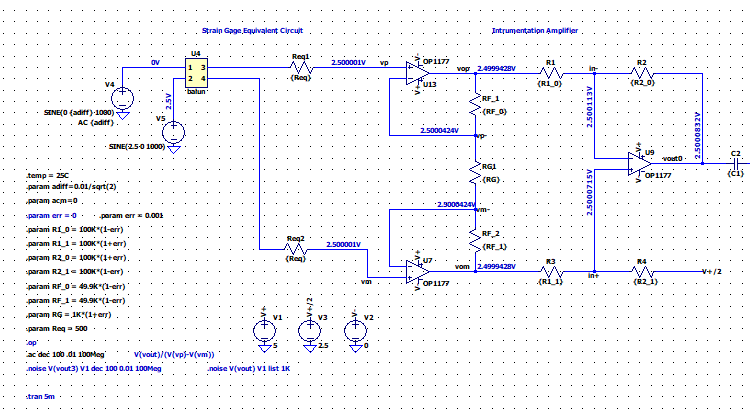 Strain Gage Equivalent Circuit
Intrumentation Amplifier
U4
0V
1 3
2 4
balun
2.5V
V4
SINE(0 {adiff} 1000)
AC {adiff}
V5
SINE(2.5 0 1000)
Req1
{Req}
2.500001V
vp
V-
OP1177
V+
U13
vop
2.4999428V
R1
{R1_0}
in-
R2
{R2_0}
RF_1
{RF_0}
2.5000424V
vp-
RG1
{RG}
2.5000424V
vm-
RF_2
{RF_1}
2.500113V
2.5000832V
V+
U9
V-
OP1177
vout0
C2
{C1}
2.5000715V
Req2
{Req}
2.500001V
vm
V+
U7
V-
OP1177
vom
2.4999428V
R3
{R1_1}
in+
R4
{R2_1}
V+/2
V+
V1
5
V+/2
V3
2.5
V-
V2
0
.temp = 25C
.param adiff=0.01/sqrt(2)
.param acm=0
.param err = 0
.param err = 0.001
.param R1_0 = 100K*(1-err)
.param R1_1 = 100K*(1+err)
.param R2_0 = 100K*(1+err)
.param R2_1 = 100K*(1-err)
.param RF_0 = 49.9K*(1-err)
.param RF_1 = 49.9K*(1-err)
.param RG = 1K*(1+err)
.param Req = 500
.op
.ac dec 100 .01 100Meg
V(vout)/(V(vp)-V(vm))
.noise V(vout3) V1 dec 100 0.01 100Meg
.noise V(vout) V1 list 1K
.tran 5m